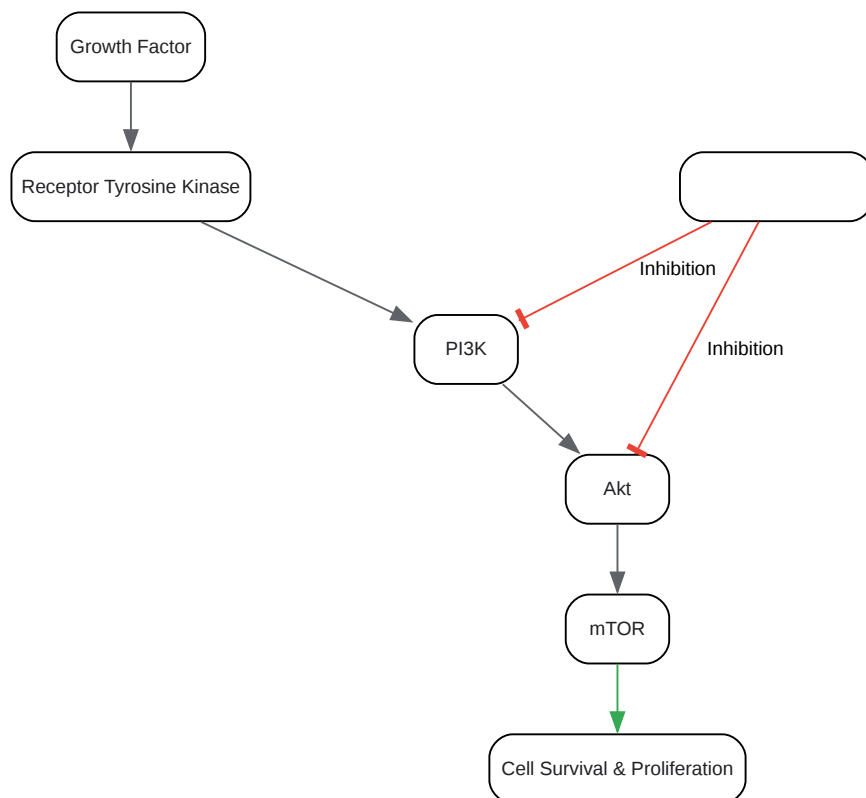 Growth Factor
Receptor Tyrosine Kinase
Inhibition
PI3K
Inhibition
Akt
mTOR
Cell Survival & Proliferation